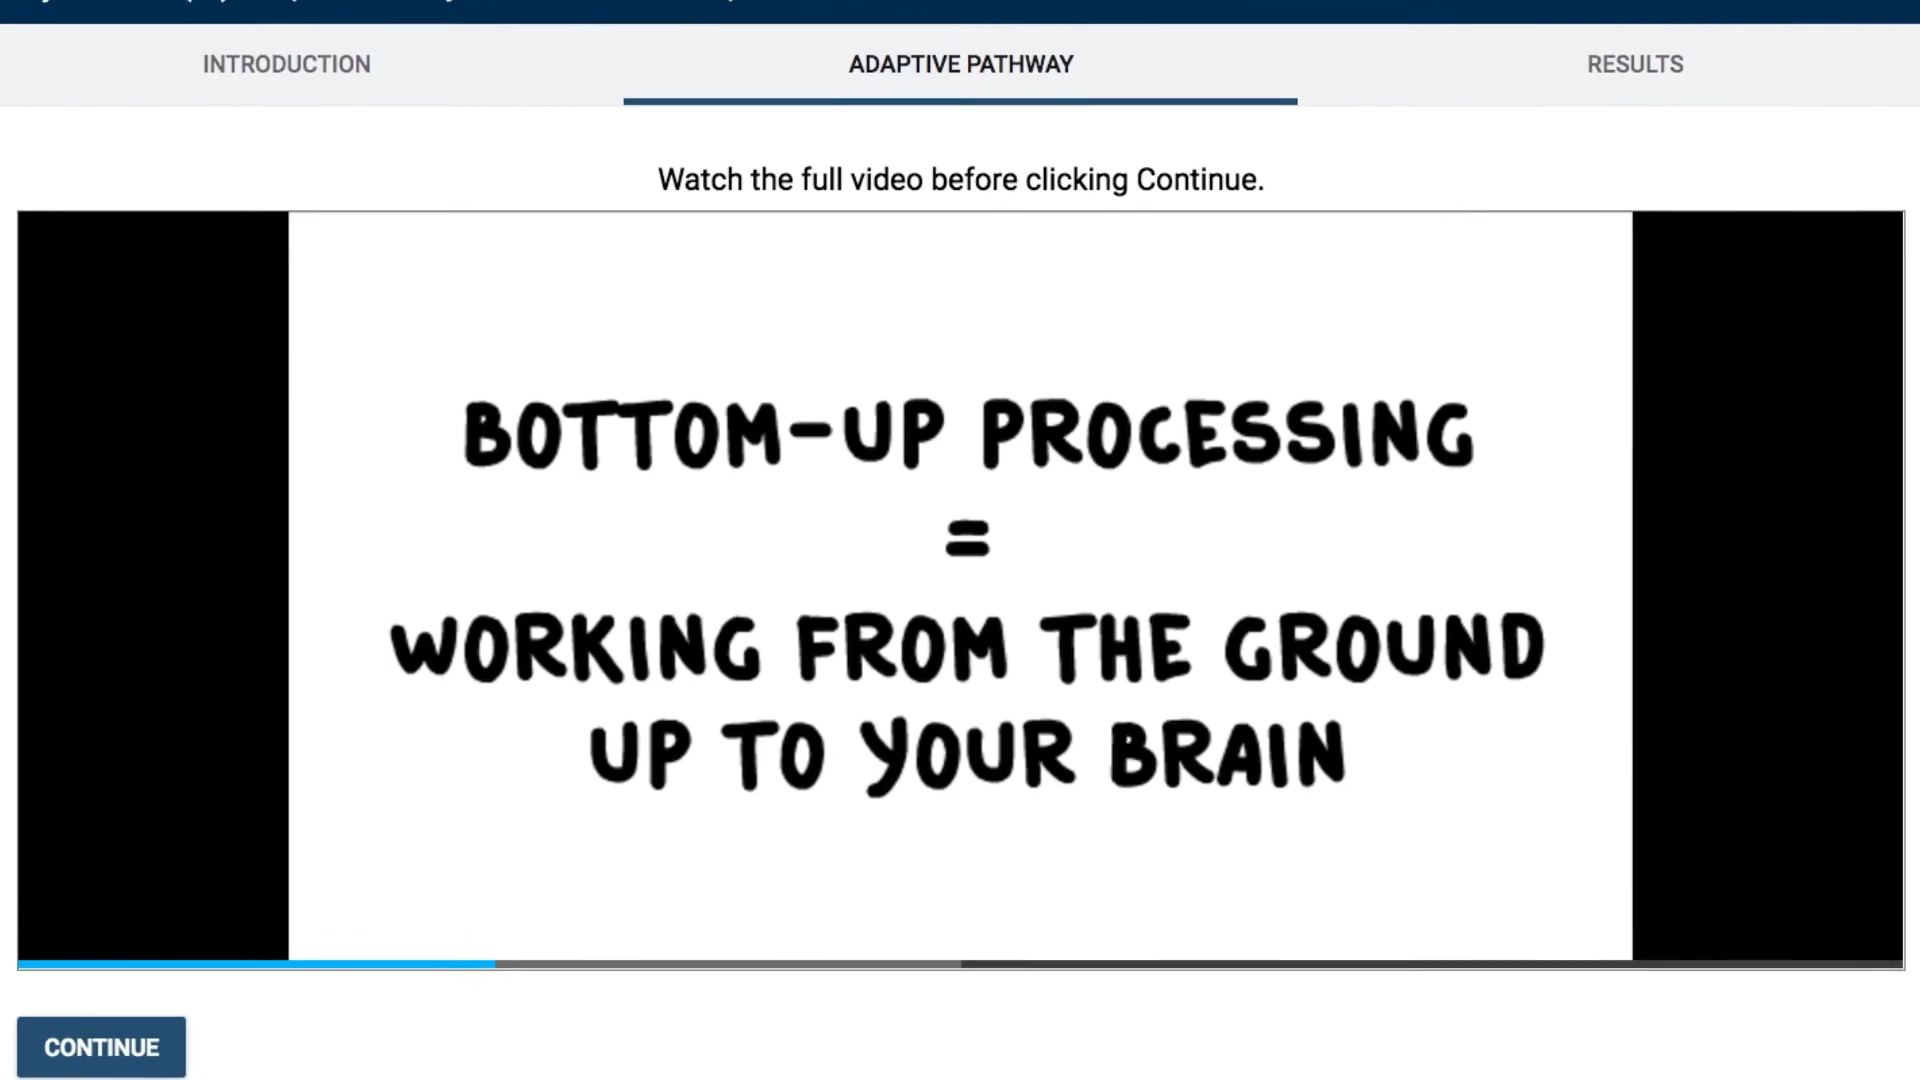 INTRODUCTION
ADAPTIVE PATHWAY
RESULTS
Watch the full video before clicking Continue.
BOTTOM-UP PROCESSING
=
WORKING FROM THE GROUND
UP TO YOUR BRAIN
CONTINUE